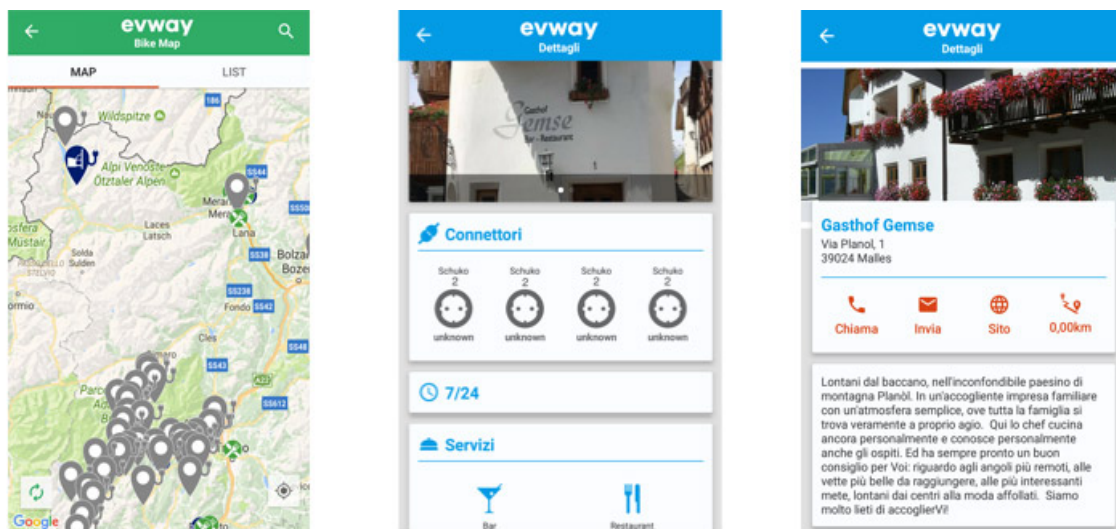 evway
Bike Map
MAP
LIST
Wildspitze
186
Alpi Venoste
Ötztaler Alpen
SS44
Lana
Laces
Latsch
Solda
Sulden
STELVIO
SS38
Bolza
Boze
SS238
Fondo
SS42
ormio
Cles
SS43
SS48
A22
SS612
Google
evway
Dettagli
Gasthof
Gemse
Bar - Restaurant
Connettori
Schuko
2
unknown
Schuko
2
unknown
Schuko
2
unknown
Schuko
2
unknown
7/24
Servizi
Bar
Restaurant
evway
Dettagli
Gasthof Gemse
Via Planol, 1
39024 Malles
Chiama
Invia
Sito
0,00km
Lontani dal baccano, nell'inconfondibile paesino di
montagna Planòl. In un'accogliente impresa familiare
con un'atmosfera semplice, ove tutta la famiglia si
trova veramente a proprio agio. Qui lo chef cucina
ancora personalmente e conosce personalmente
anche gli ospiti. Ed ha sempre pronto un buon
consiglio per Voi: riguardo agli angoli più remoti, alle
vette più belle da raggiungere, alle più interessanti
mete, lontani dai centri alla moda affollati. Siamo
molto lieti di accoglierVi!